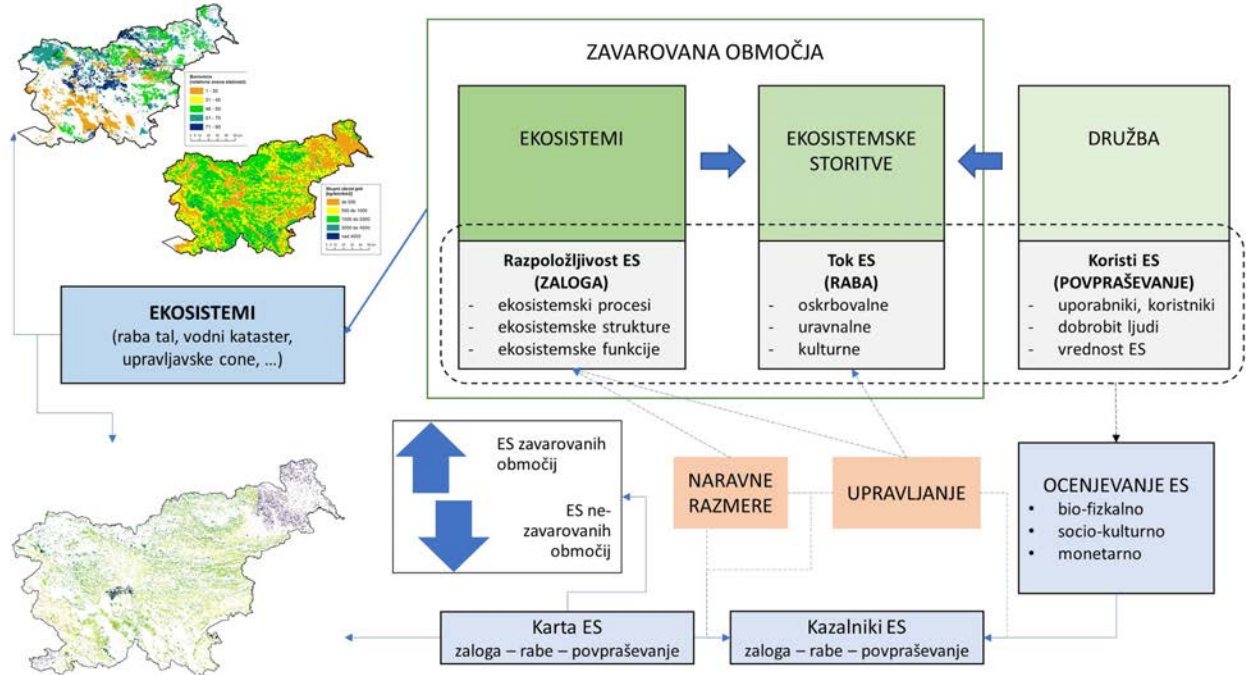 ZAVAROVANA OBMOČJA
EKOSISTEMI
EKOSISTEMSKE
STORITVE
DRUŽBA
Razpoložljivost ES
(ZALOGA)
- ekosistemski procesi
- ekosistemske strukture
- ekosistemske funkcije
Tok ES
(RABA)
- oskrbovalne
- uravnalne
- kulturne
Koristi ES
(POVPRAŠEVANJE)
- uporabniki, koristniki
- dobrobit ljudi
- vrednost ES
EKOSISTEMI
(raba tal, vodni kataster,
upravljavske cone, …)
ES zavarovanih
območij
ES ne-
zavarovanih
območij
NARAVNE
RAZMERE
UPRAVLJANJE
OCENJEVANJE ES
• bio-fizkalno
• socio-kulturno
• monetarno
Karta ES
zaloga – rabe – povpraševanje
Kazalniki ES
zaloga – rabe – povpraševanje